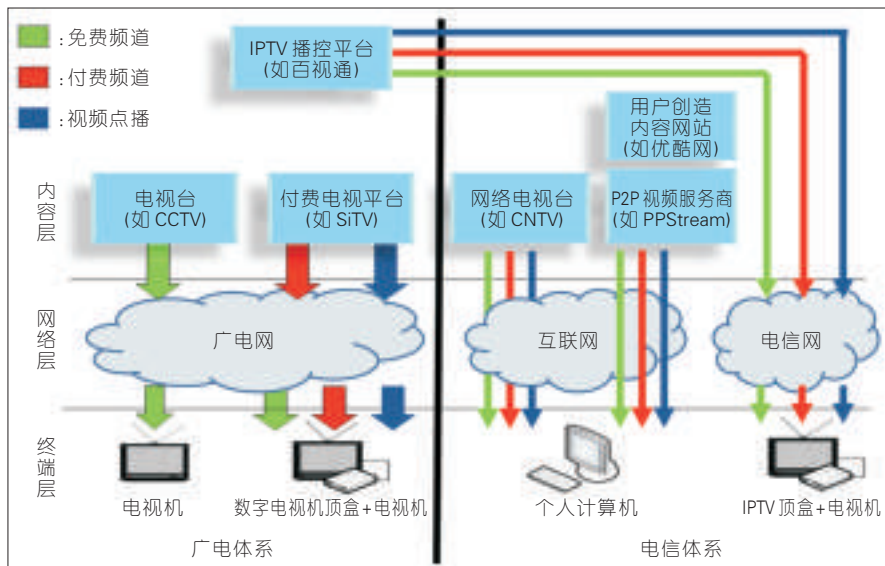 :免费频道
:付费频道
:视频点播
IPTV 播控平台
(如百视通)
用户创造
内容网站
(如优酷网)
内容层
电视台
(如 CCTV)
付费电视平台
(如 SiTV)
网络电视台
(如 CNTV)
P2P 视频服务商
(如 PPStream)
网络层
广电网
互联网
电信网
终端层
电视机
数字电视机顶盒+电视机
个人计算机
IPTV 顶盒+电视机
广电体系
电信体系